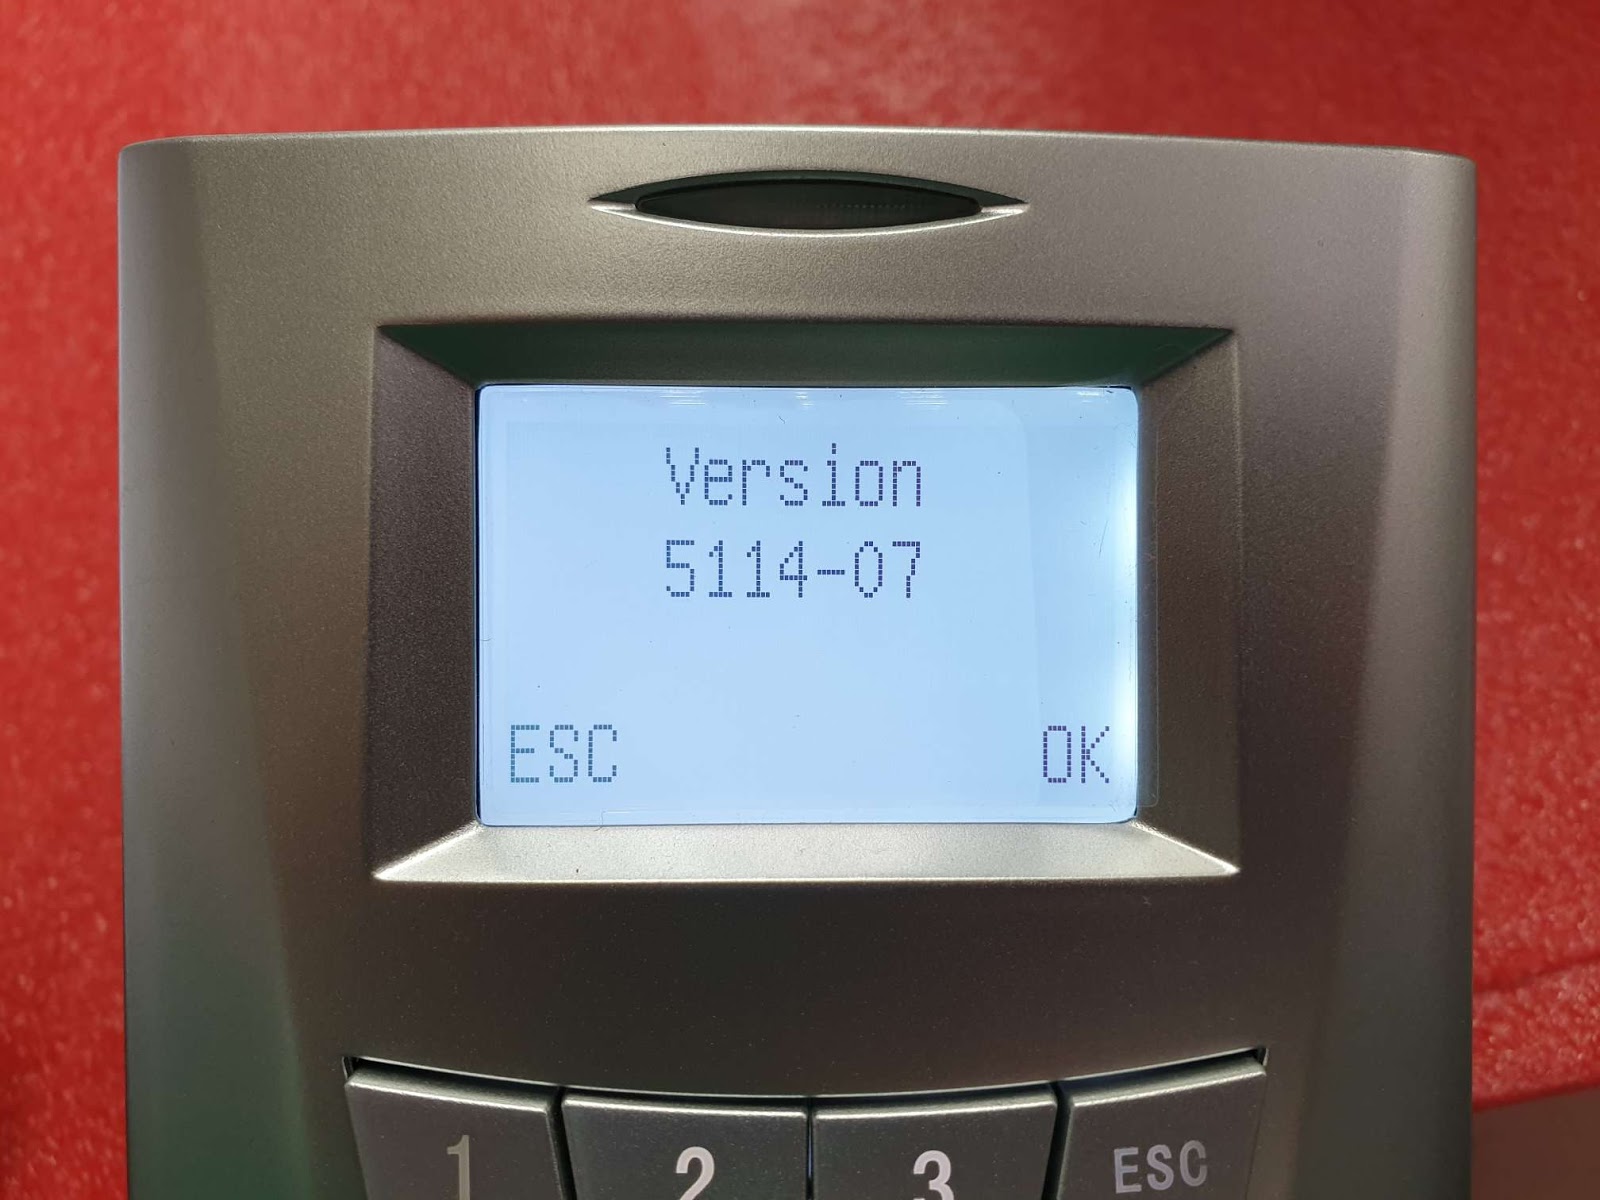 Version
5114-07
ESC OK
1 2 3 ESC